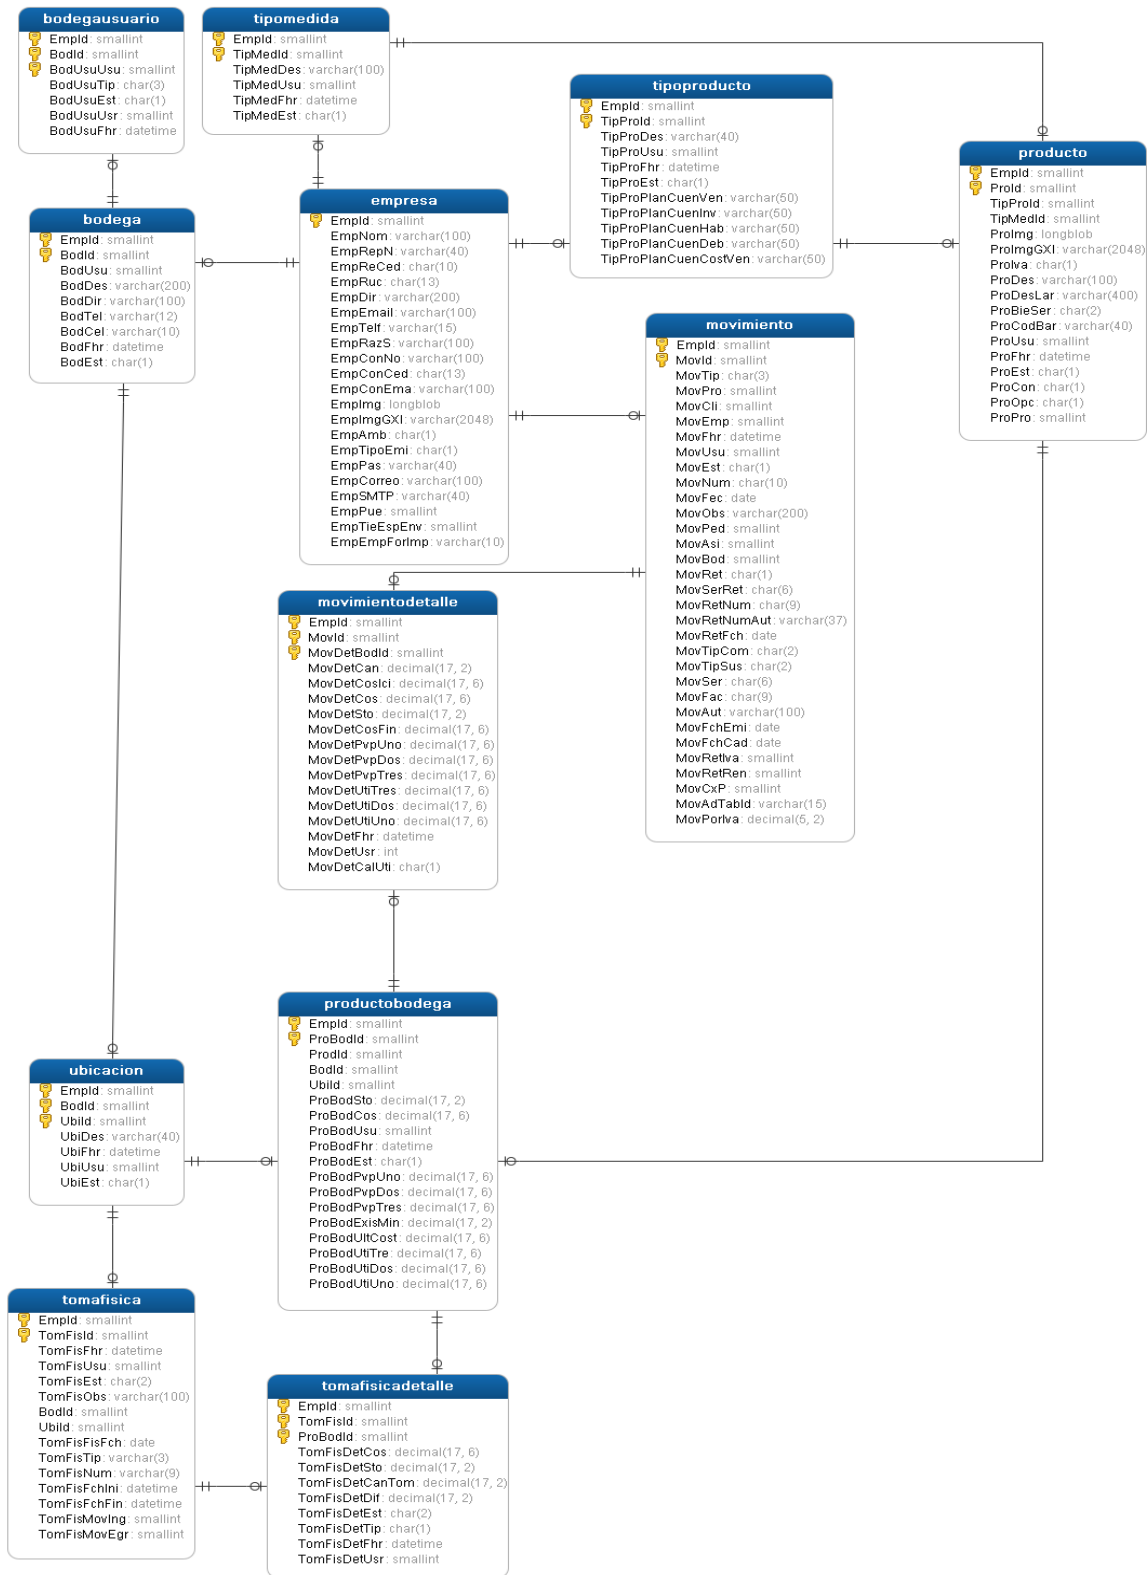 bodegausuario
EmpId: smallint
BodId: smallint
BodUsuUsu: smallint
BodUsuTip: char(3)
BodUsuEst: char(1)
BodUsuUsr: smallint
BodUsuFhr: datetime
tipomedida
EmpId: smallint
TipMedId: smallint
TipMedDes: varchar(100)
TipMedUsu: smallint
TipMedFhr: datetime
TipMedEst: char(1)
tipoproducto
EmpId: smallint
TipProId: smallint
TipProDes: varchar(40)
TipProUsu: smallint
TipProFhr: datetime
TipProEst: char(1)
TipProPlanCuenVen: varchar(50)
TipProPlanCuenInv: varchar(50)
TipProPlanCuenHab: varchar(50)
TipProPlanCuenDeb: varchar(50)
TipProPlanCuenCostVen: varchar(50)
producto
EmpId: smallint
ProId: smallint
TipProId: smallint
TipMedId: smallint
ProImg: longblob
ProImgGXI: varchar(2048)
ProIva: char(1)
ProDes: varchar(100)
ProDesLar: varchar(400)
ProBieSer: char(2)
ProCodBar: varchar(40)
ProUsu: smallint
ProFhr: datetime
ProEst: char(1)
ProCon: char(1)
ProOpc: char(1)
ProPro: smallint
bodega
EmpId: smallint
BodId: smallint
BodUsu: smallint
BodDes: varchar(200)
BodDir: varchar(100)
BodTel: varchar(12)
BodCel: varchar(10)
BodFhr: datetime
BodEst: char(1)
empresa
EmpId: smallint
EmpNom: varchar(100)
EmpRepN: varchar(40)
EmpReCed: char(10)
EmpRuc: char(13)
EmpDir: varchar(200)
EmpEmail: varchar(100)
EmpTelf: varchar(15)
EmpRazS: varchar(100)
EmpConNo: varchar(100)
EmpConCed: char(13)
EmpConEma: varchar(100)
EmpImg: longblob
EmpImgGXI: varchar(2048)
EmpAmb: char(1)
EmpTipoEmi: char(1)
EmpPas: varchar(40)
EmpCorreo: varchar(100)
EmpSMTP: varchar(40)
EmpPue: smallint
EmpTieEspEnv: smallint
EmpEmpForImp: varchar(10)
movimiento
EmpId: smallint
MovId: smallint
MovTip: char(3)
MovPro: smallint
MovCli: smallint
MovEmp: smallint
MovFhr: datetime
MovUsu: smallint
MovEst: char(1)
MovNum: char(10)
MovFec: date
MovObs: varchar(200)
MovPed: smallint
MovAsi: smallint
MovBod: smallint
MovRet: char(1)
MovSerRet: char(6)
MovRetNum: char(9)
MovRetNumAut: varchar(37)
MovRetFch: date
MovTipCom: char(2)
MovTipSus: char(2)
MovSer: char(6)
MovFac: char(9)
MovAut: varchar(100)
MovFchEmi: date
MovFchCad: date
MovRetIva: smallint
MovRetRen: smallint
MovCxP: smallint
MovAdTabId: varchar(15)
MovPorIva: decimal(5, 2)
movimientodetalle
EmpId: smallint
MovId: smallint
MovDetBodId: smallint
MovDetCan: decimal(17, 2)
MovDetCosIci: decimal(17, 6)
MovDetCos: decimal(17, 6)
MovDetSto: decimal(17, 2)
MovDetCosFin: decimal(17, 6)
MovDetPvpUno: decimal(17, 6)
MovDetPvpDos: decimal(17, 6)
MovDetPvpTres: decimal(17, 6)
MovDetUtiTres: decimal(17, 6)
MovDetUtiDos: decimal(17, 6)
MovDetUtiUno: decimal(17, 6)
MovDetFhr: datetime
MovDetUsr: int
MovDetCalUti: char(1)
productobodega
EmpId: smallint
ProBodId: smallint
ProdId: smallint
BodId: smallint
UbiId: smallint
ProBodSto: decimal(17, 2)
ProBodCos: decimal(17, 6)
ProBodUsu: smallint
ProBodFhr: datetime
ProBodEst: char(1)
ProBodPvpUno: decimal(17, 6)
ProBodPvpDos: decimal(17, 6)
ProBodPvpTres: decimal(17, 6)
ProBodExisMin: decimal(17, 2)
ProBodUltCost: decimal(17, 6)
ProBodUtiTre: decimal(17, 6)
ProBodUtiDos: decimal(17, 6)
ProBodUtiUno: decimal(17, 6)
ubicacion
EmpId: smallint
BodId: smallint
UbiId: smallint
UbiDes: varchar(40)
UbiFhr: datetime
UbiUsu: smallint
UbiEst: char(1)
tomafisica
EmpId: smallint
TomFisId: smallint
TomFisFhr: datetime
TomFisUsu: smallint
TomFisEst: char(2)
TomFisObs: varchar(100)
BodId: smallint
UbiId: smallint
TomFisFisFch: date
TomFisTip: varchar(3)
TomFisNum: varchar(9)
TomFisFchIni: datetime
TomFisFchFin: datetime
TomFisMovIng: smallint
TomFisMovEgr: smallint
tomafisicadetalle
EmpId: smallint
TomFisId: smallint
ProBodId: smallint
TomFisDetCos: decimal(17, 6)
TomFisDetSto: decimal(17, 2)
TomFisDetCanTom: decimal(17, 2)
TomFisDetDif: decimal(17, 2)
TomFisDetEst: char(2)
TomFisDetTip: char(1)
TomFisDetFhr: datetime
TomFisDetUsr: smallint